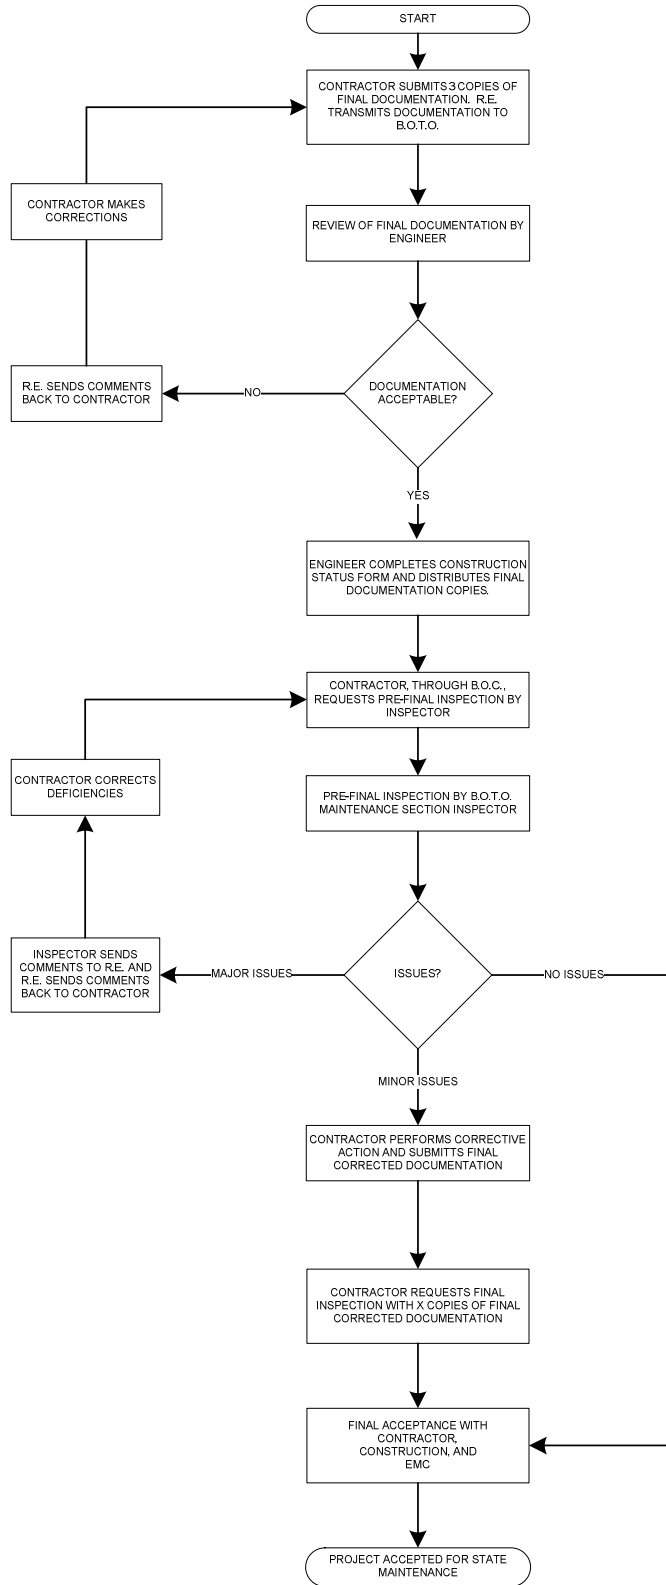 START
CONTRACTOR SUBMITS 3 COPIES OF
FINAL DOCUMENTATION. R.E.
TRANSMITS DOCUMENTATION TO
B.O.T.O.
CONTRACTOR MAKES
CORRECTIONS
REVIEW OF FINAL DOCUMENTATION BY
ENGINEER
R.E. SENDS COMMENTS
BACK TO CONTRACTOR
NO
DOCUMENTATION
ACCEPTABLE?
YES
ENGINEER COMPLETES CONSTRUCTION
STATUS FORM AND DISTRIBUTES FINAL
DOCUMENTATION COPIES.
CONTRACTOR, THROUGH B.O.C.,
REQUESTS PRE-FINAL INSPECTION BY
INSPECTOR
CONTRACTOR CORRECTS
DEFICIENCIES
PRE-FINAL INSPECTION BY B.O.T.O.
MAINTENANCE SECTION INSPECTOR
INSPECTOR SENDS
COMMENTS TO R.E. AND
R.E. SENDS COMMENTS
BACK TO CONTRACTOR
MAJOR ISSUES
ISSUES?
NO ISSUES
MINOR ISSUES
CONTRACTOR PERFORMS CORRECTIVE
ACTION AND SUBMITTS FINAL
CORRECTED DOCUMENTATION
CONTRACTOR REQUESTS FINAL
INSPECTION WITH X COPIES OF FINAL
CORRECTED DOCUMENTATION
FINAL ACCEPTANCE WITH
CONTRACTOR,
CONSTRUCTION, AND
EMC
PROJECT ACCEPTED FOR STATE
MAINTENANCE